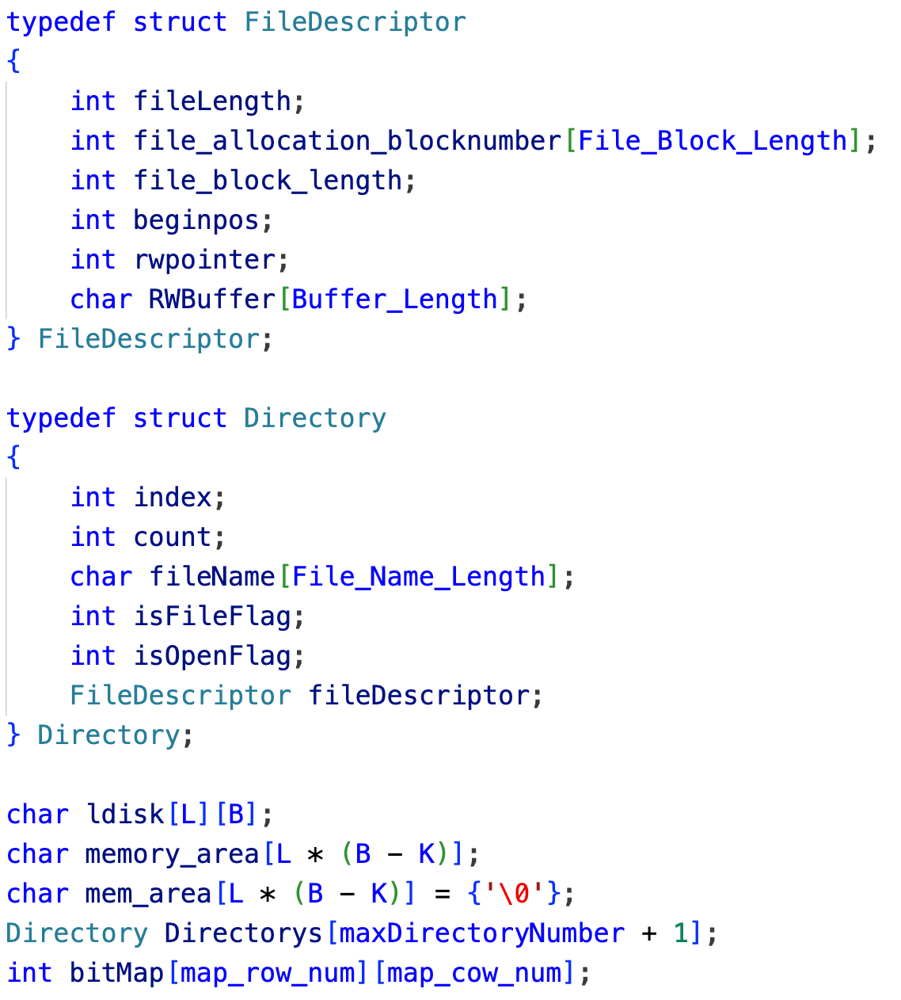 typedef struct FileDescriptor
{
    int fileLength;
    int file_allocation_blocknumber[File_Block_Length];
    int file_block_length;
    int beginpos;
    int rwpointer;
    char RWBuffer[Buffer_Length];
} FileDescriptor;

typedef struct Directory
{
    int index;
    int count;
    char fileName[File_Name_Length];
    int isFileFlag;
    int isOpenFlag;
    FileDescriptor fileDescriptor;
} Directory;

char ldisk[L][B];
char memory_area[L * (B - K)];
char mem_area[L * (B - K)] = {'\0'};
Directory Directorys[maxDirectoryNumber + 1];
int bitMap[map_row_num][map_cow_num];